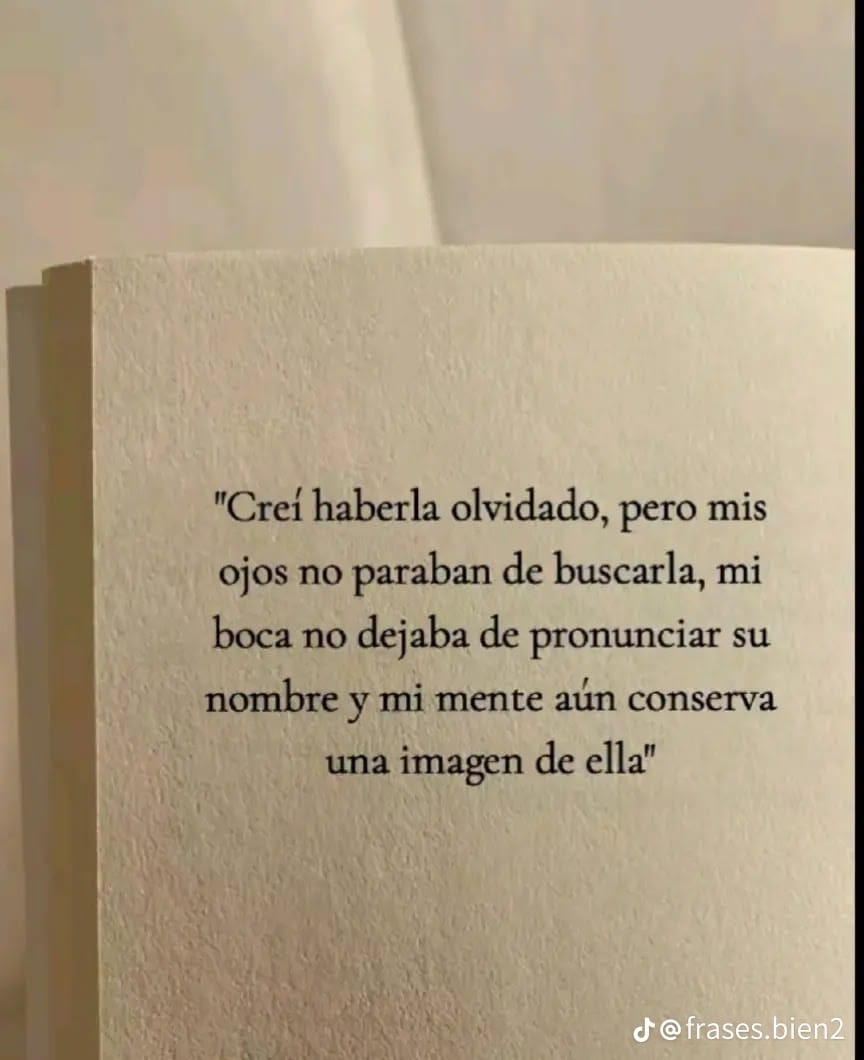 "Creí haberla olvidado, pero mis
ojos no paraban de buscarla, mi
boca no dejaba de pronunciar su
nombre y mi mente aún conserva
una imagen de ella"
@frases.bien2